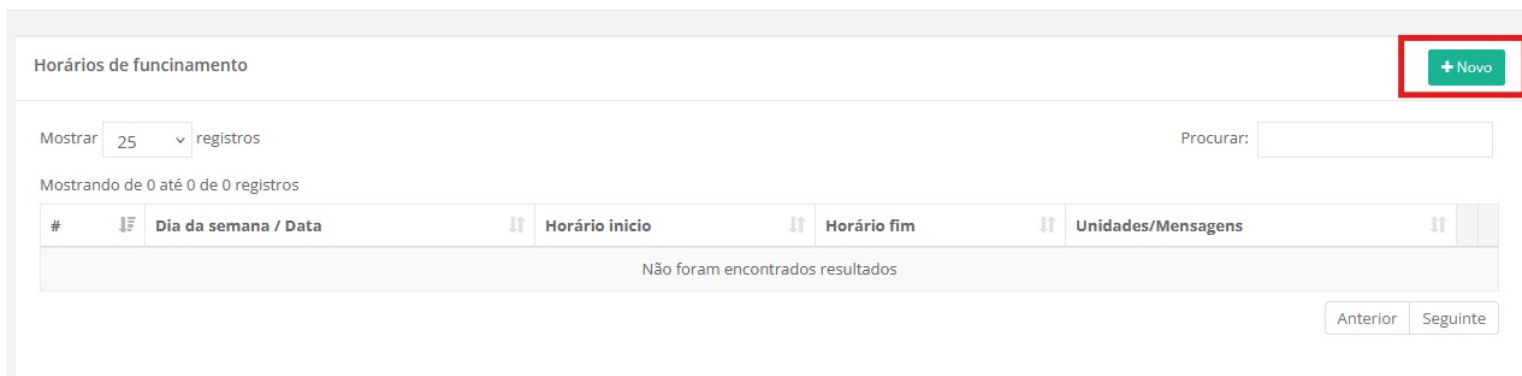 Horários de funcinamento
+ Novo
Mostrar 25 registros
Procurar:
Mostrando de 0 até 0 de 0 registros
# Dia da semana / Data Horário inicio Horário fim Unidades/Mensagens
Não foram encontrados resultados
Anterior Seguinte